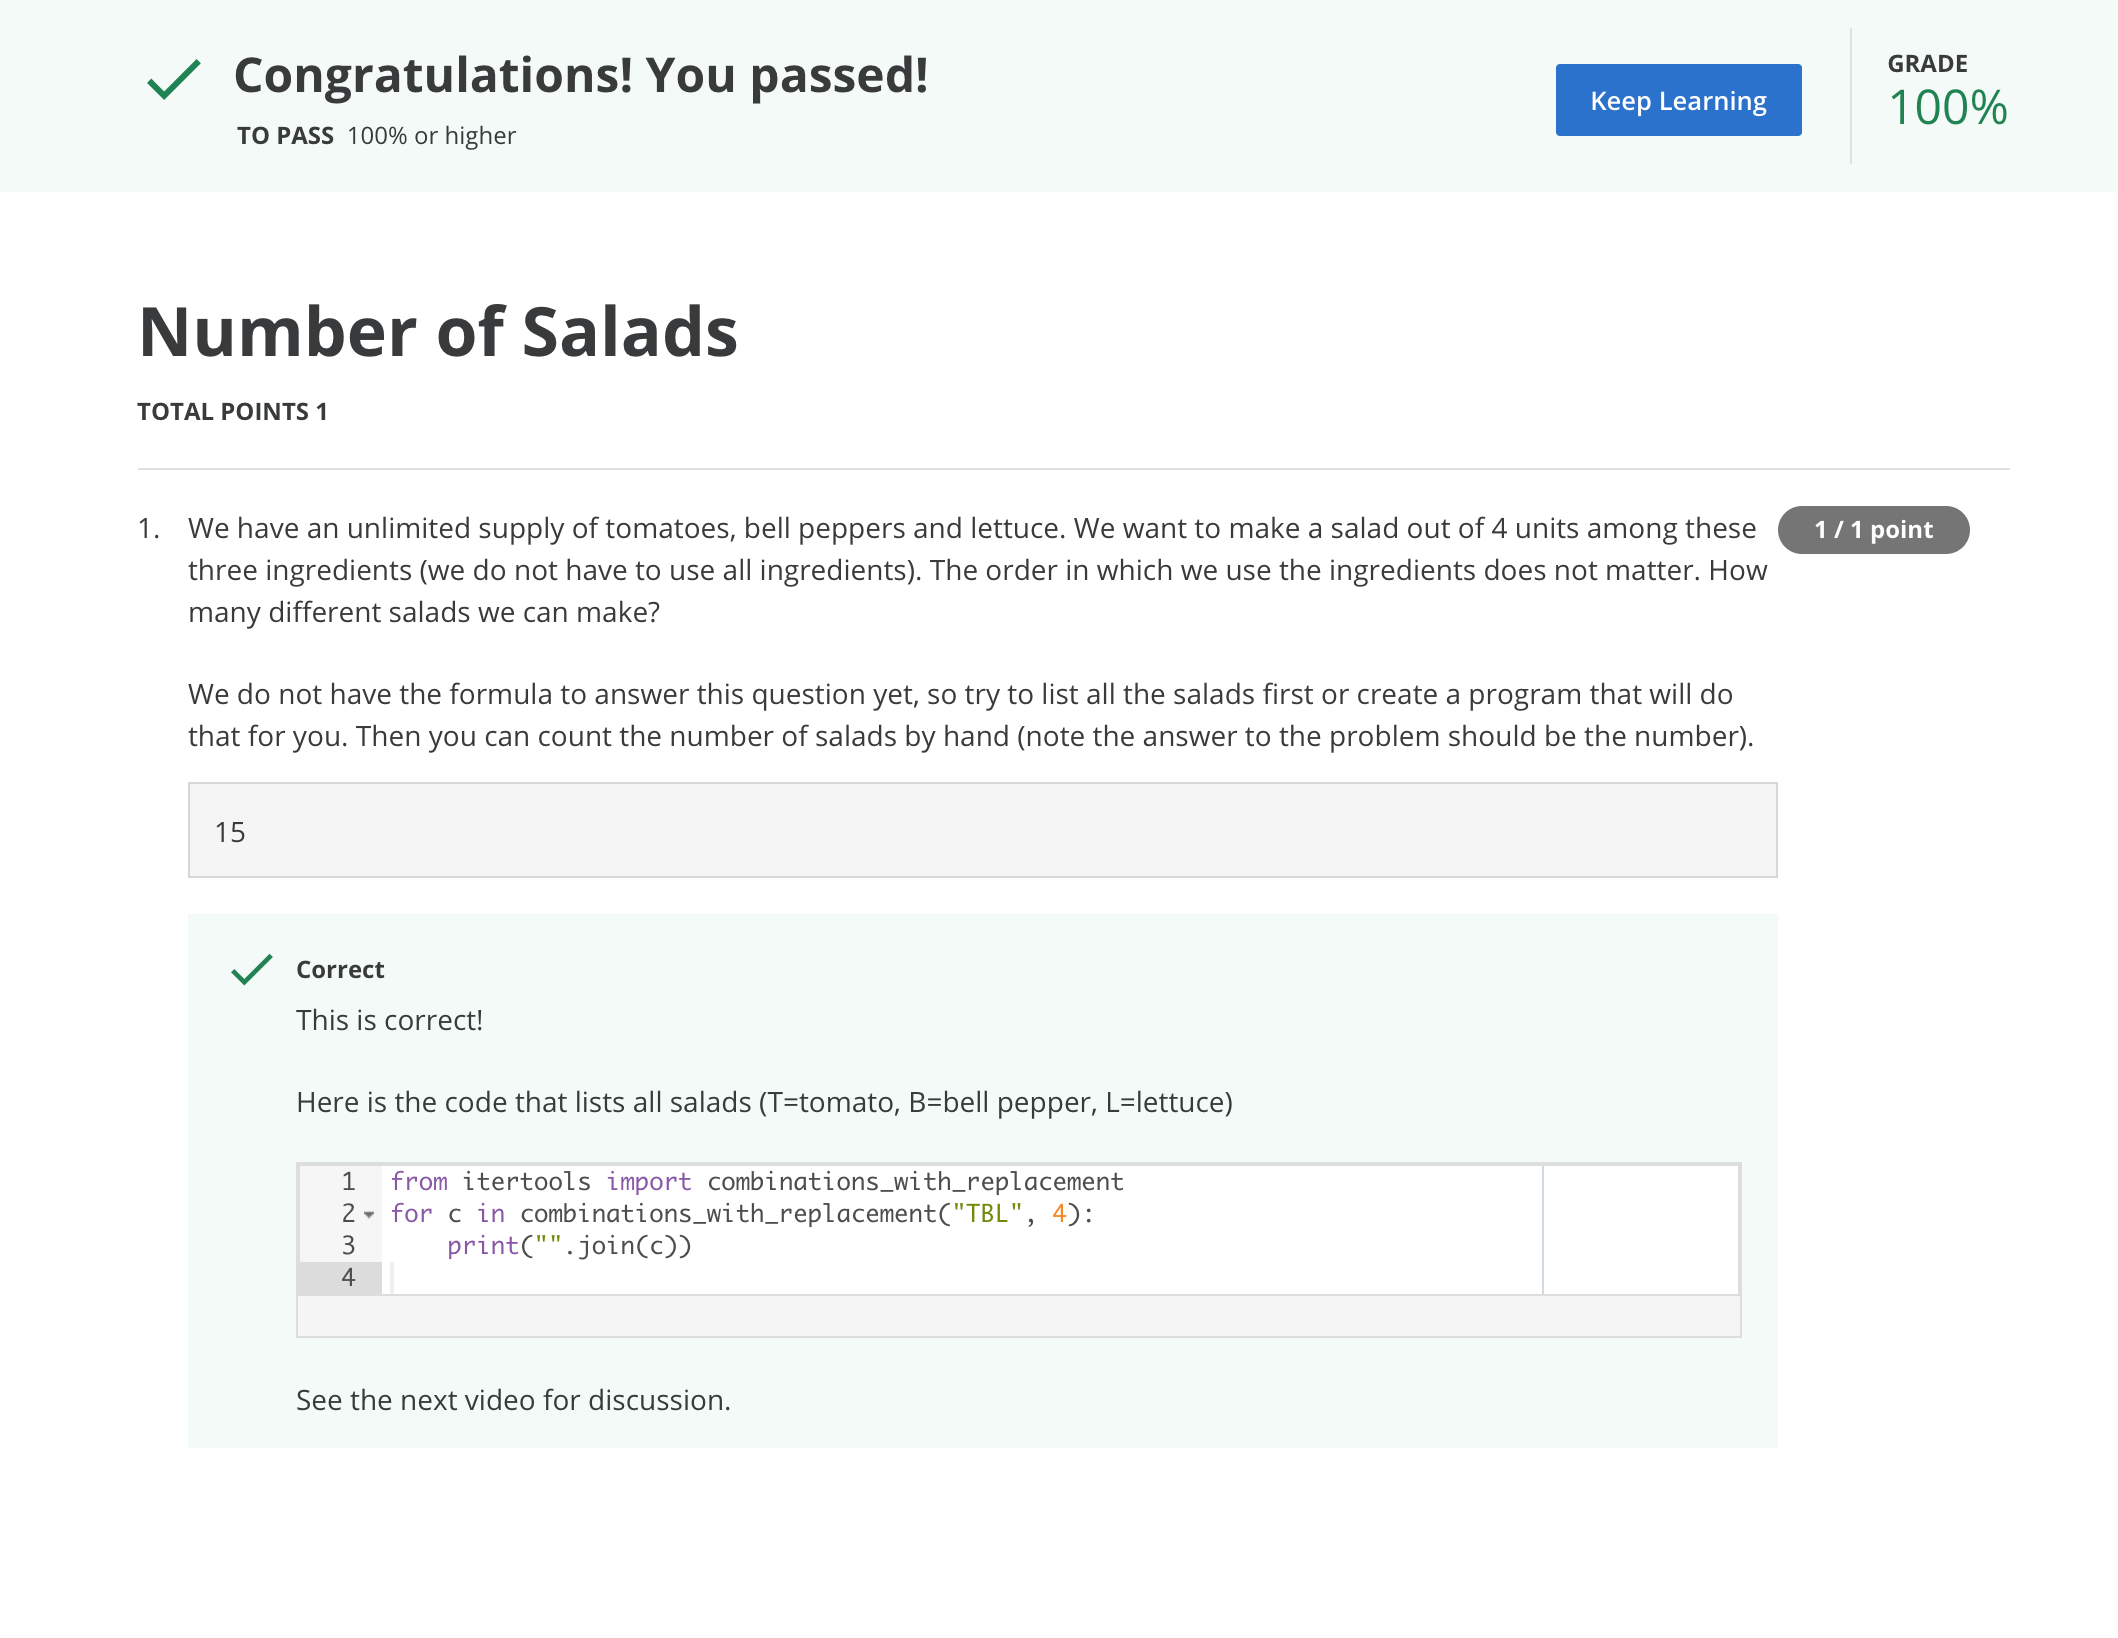 Congratulations! You passed!
TO PASS 100% or higher
Keep Learning
GRADE
100%
Number of Salads
TOTAL POINTS 1
1. We have an unlimited supply of tomatoes, bell peppers and lettuce. We want to make a salad out of 4 units among these
three ingredients (we do not have to use all ingredients). The order in which we use the ingredients does not matter. How
many different salads we can make?
1 / 1 point
We do not have the formula to answer this question yet, so try to list all the salads first or create a program that will do
that for you. Then you can count the number of salads by hand (note the answer to the problem should be the number).
15
Correct
This is correct!
Here is the code that lists all salads (T=tomato, B=bell pepper, L=lettuce)
1 from itertools import combinations_with_replacement
2 for c in combinations_with_replacement("TBL", 4):
3     print("".join(c))
4
See the next video for discussion.